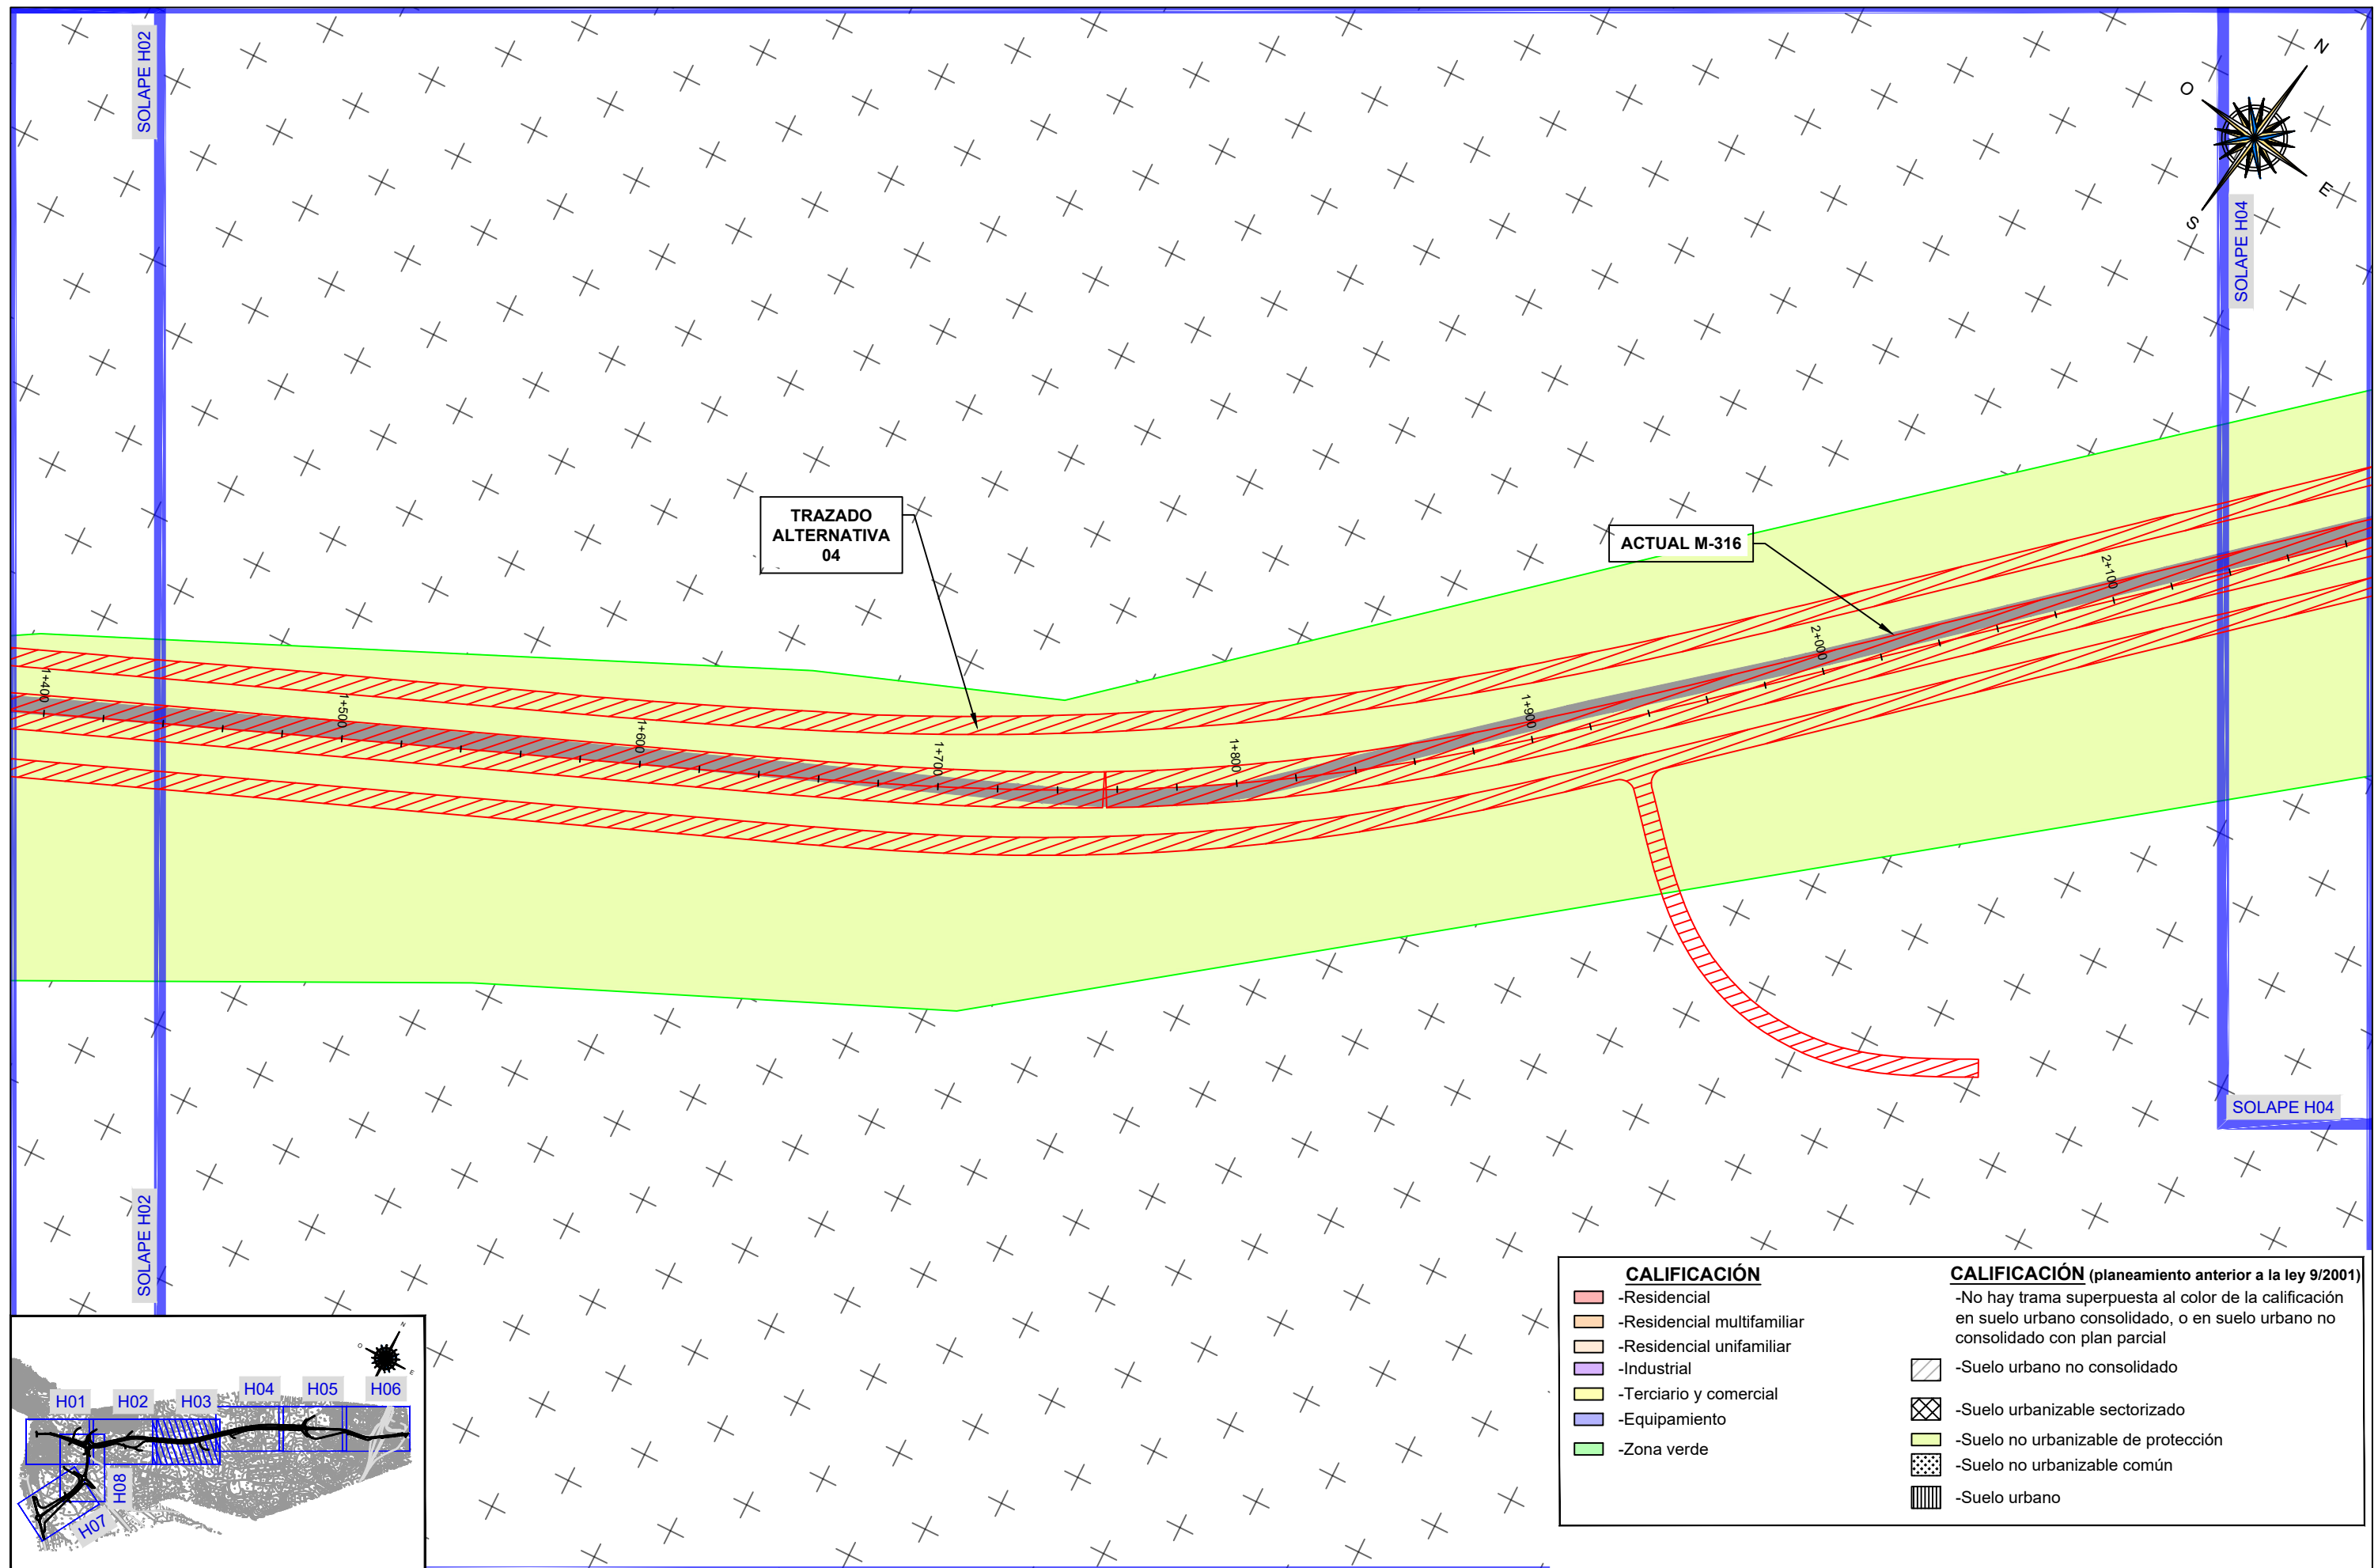 SOLAPE H02
N
O
E
S
SOLAPE H04
TRAZADO
ALTERNATIVA
04
ACTUAL M-316
1+400
1+500
1+600
1+700
1+800
1+900
2+000
2+100
SOLAPE H04
SOLAPE H02
CALIFICACIÓN
-Residencial
-Residencial multifamiliar
-Residencial unifamiliar
-Industrial
-Terciario y comercial
-Equipamiento
-Zona verde
CALIFICACIÓN (planeamiento anterior a la ley 9/2001)
-No hay trama superpuesta al color de la calificación
en suelo urbano consolidado, o en suelo urbano no
consolidado con plan parcial
-Suelo urbano no consolidado
-Suelo urbanizable sectorizado
-Suelo no urbanizable de protección
-Suelo no urbanizable común
-Suelo urbano
N
O
E
H01
H02
H03
H04
H05
H06
H08
H07